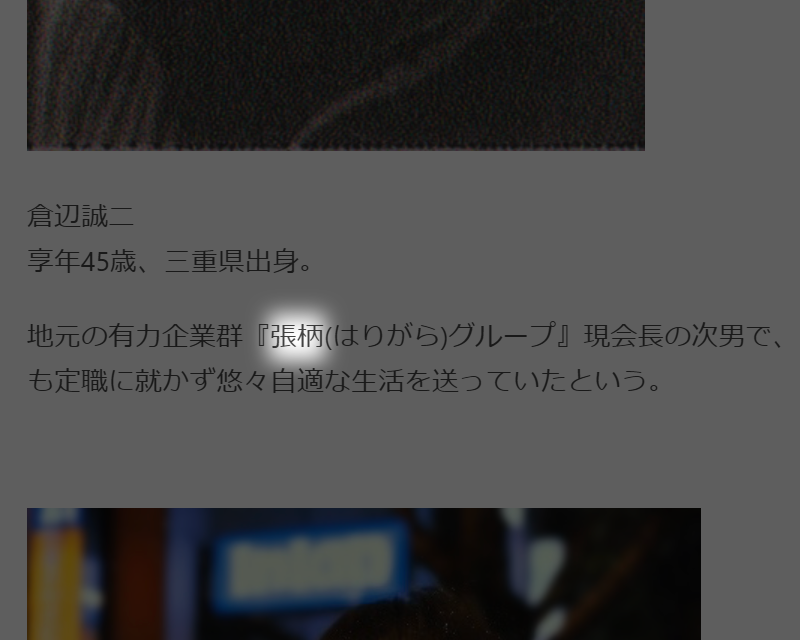 倉辺誠二
享年45歳、三重県出身。
地元の有力企業群『張柄(はりがら)グループ』現会長の次男で、
も定職に就かず悠々自適な生活を送っていたという。